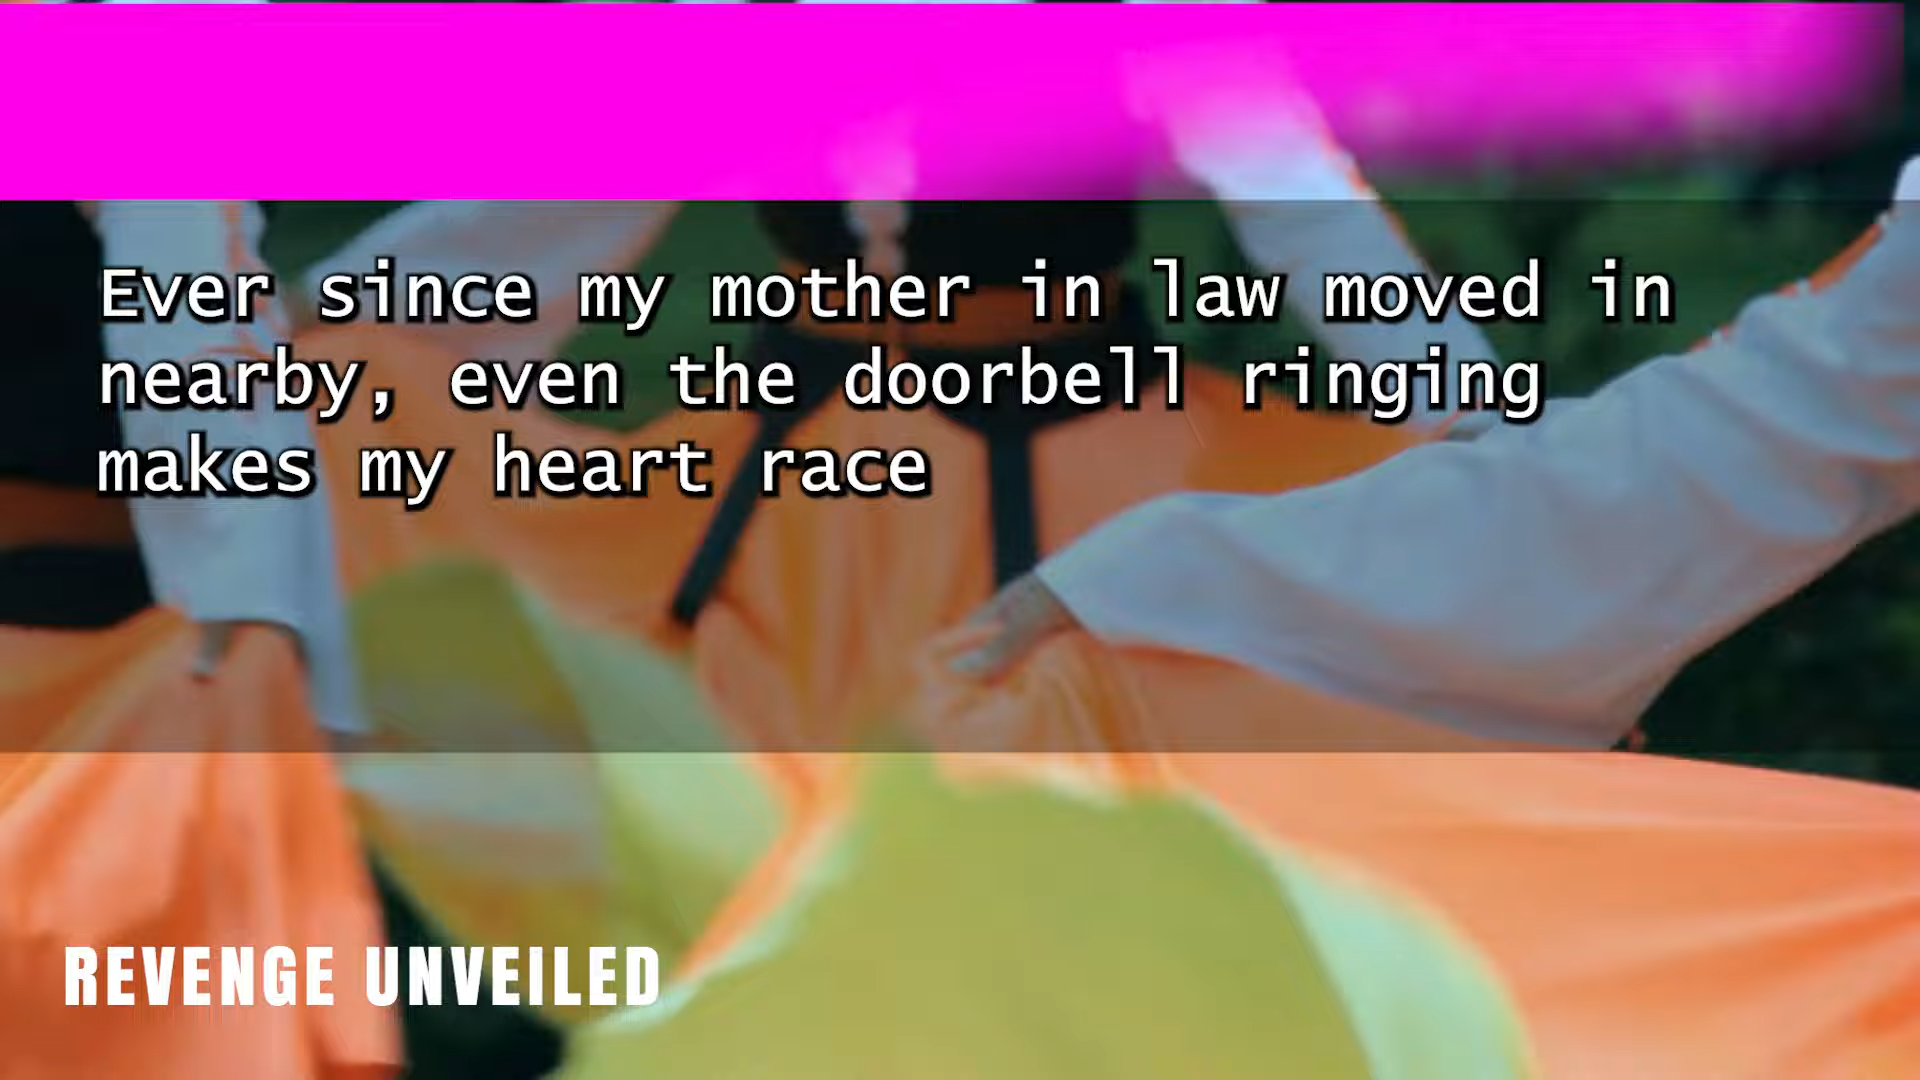 Ever since my mother in law moved in
nearby, even the doorbell ringing
makes my heart race
REVENGE UNVEILED